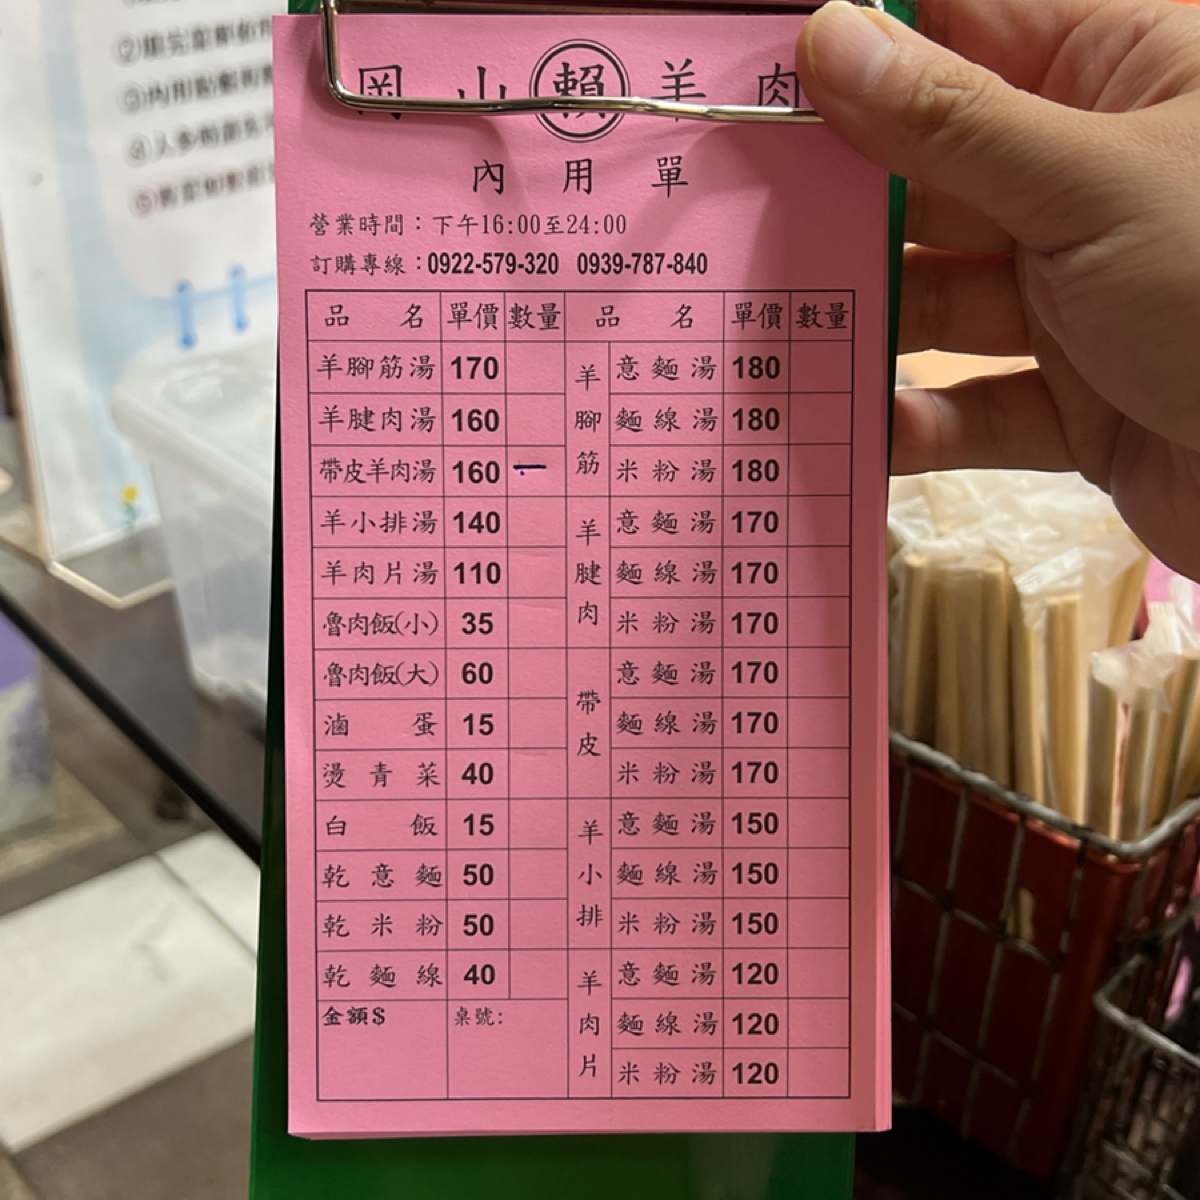 岡山賴羊肉
內用單
營業時間：下午16:00至24:00
訂購專線：0922-579-320 0939-787-840
品名 單價 數量 品名 單價 數量
羊腳筋湯 170
羊腱肉湯 160
帶皮羊肉湯 160 一
羊小排湯 140
羊肉片湯 110
魯肉飯(小) 35
魯肉飯(大) 60
滷蛋 15
燙青菜 40
白飯 15
乾意麵 50
乾米粉 50
乾麵線 40
金額$ 桌號:
羊腳筋
意麵湯 180
麵線湯 180
米粉湯 180
羊腱肉
意麵湯 170
麵線湯 170
米粉湯 170
帶皮
意麵湯 170
麵線湯 170
米粉湯 170
羊小排
意麵湯 150
麵線湯 150
米粉湯 150
羊肉片
意麵湯 120
麵線湯 120
米粉湯 120